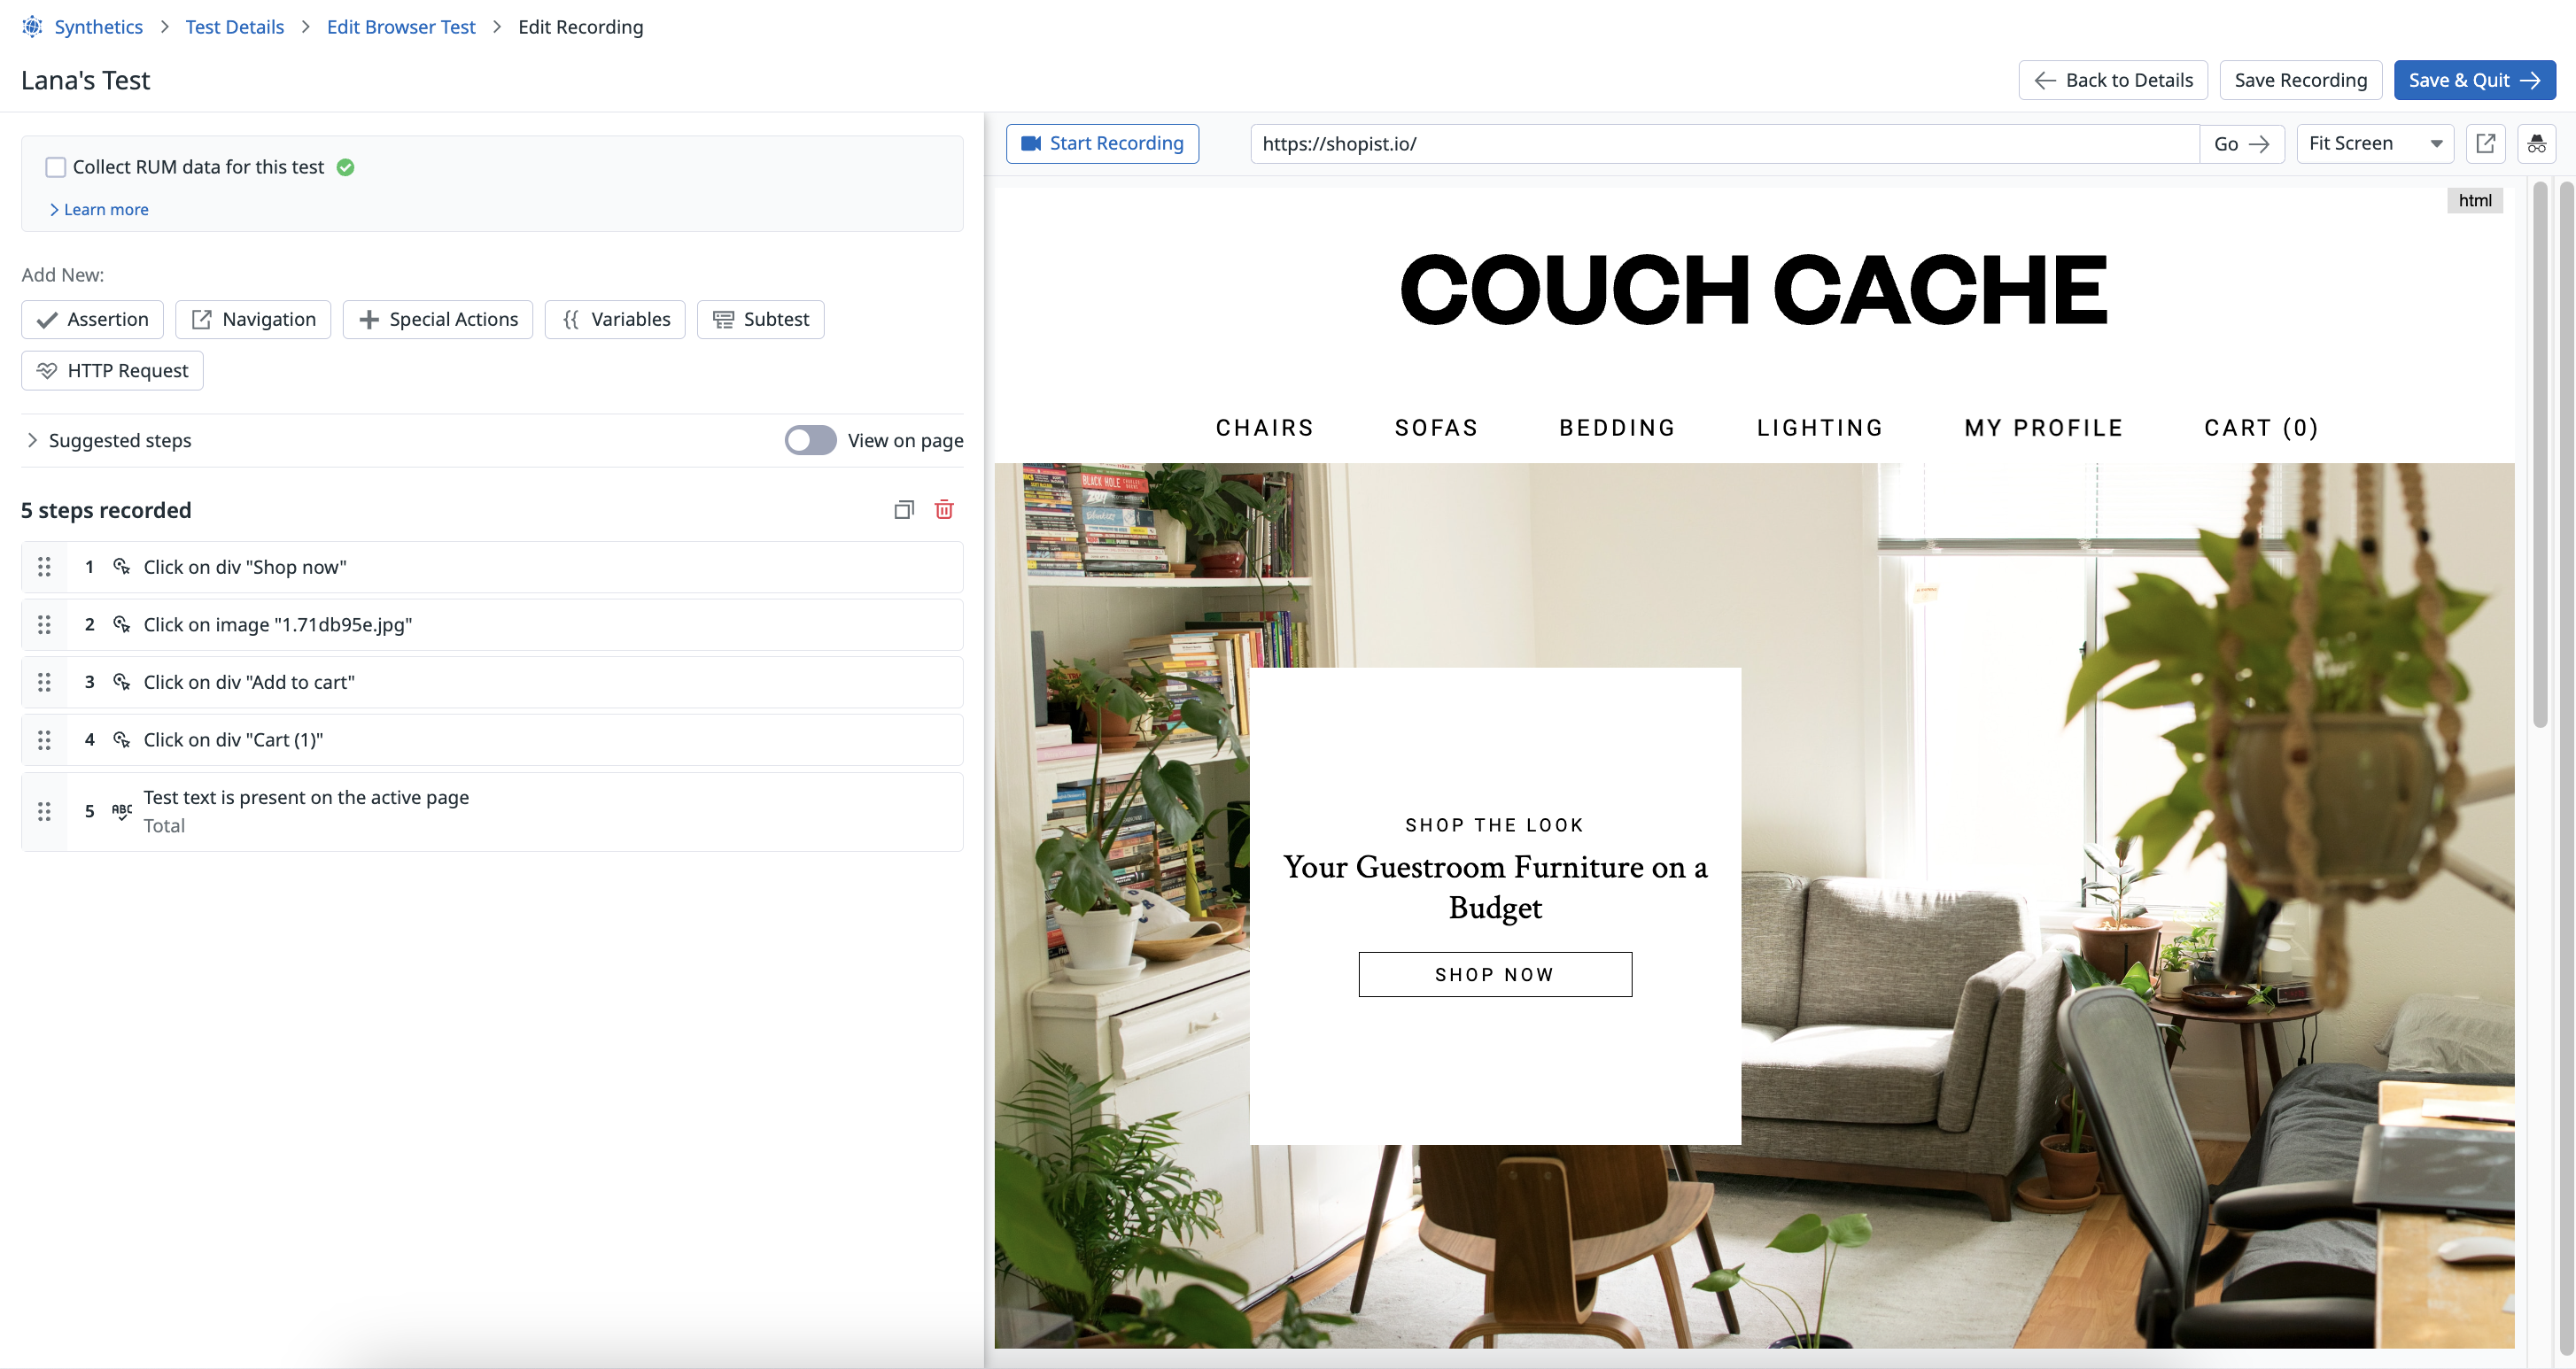 Synthetics > Test Details > Edit Browser Test > Edit Recording
Lana's Test
← Back to Details
Save Recording
Save & Quit →
Collect RUM data for this test
> Learn more
Add New:
Assertion
Navigation
Special Actions
{{ Variables
Subtest
HTTP Request
> Suggested steps
View on page
5 steps recorded
1 Click on div "Shop now"
2 Click on image "1.71db95e.jpg"
3 Click on div "Add to cart"
4 Click on div "Cart (1)"
5 ABC Test text is present on the active page
Total
Start Recording
https://shopist.io/
Go →
Fit Screen
html
COUCH CACHE
CHAIRS
SOFAS
BEDDING
LIGHTING
MY PROFILE
CART (0)
BLACK HOLE
SHOP THE LOOK
Your Guestroom Furniture on a
Budget
SHOP NOW